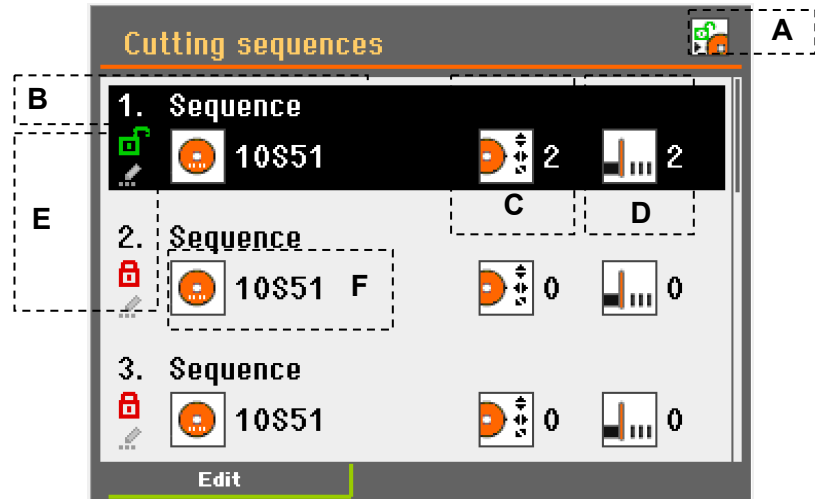 Cutting sequences A
B
1. Sequence
10S51 2 2
E C D
2. Sequence
10S51 F 0 0
3. Sequence
10S51 0 0
Edit